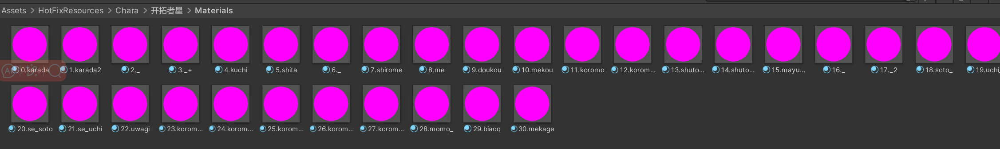 Assets > HotFixResources > Chara > 开拓者星 > Materials
0.karada 1.karada2 2._ 3._+ 4.kuchi 5.shita 6._ 7.shirome 8.me 9.doukou 10.mekou 11.koromo 12.korom... 13.shuto... 14.shuto... 15.mayu... 16._ 17._2 18.soto_ 19.uchi_
20.se_soto 21.se_uchi 22.uwagi 23.korom... 24.korom... 25.korom... 26.korom... 27.korom... 28.momo_ 29.biaoq 30.mekage